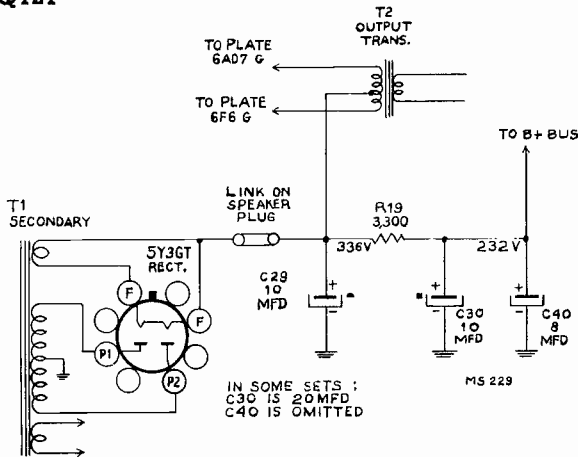 T2
OUTPUT
TRANS.
TO PLATE
6AD7 G
TO PLATE
6F6 G
TO B+ BUS
LINK ON
SPEAKER
PLUG
T1
SECONDARY
R19
3,300
336V
232V
5Y3GT
RECT.
F
F
P1
P2
C29
10
MFD
+
-
C30
10
MFD
+
-
C40
8
MFD
+
-
IN SOME SETS :
C30 IS 20MFD
C40 IS OMITTED
MS 229